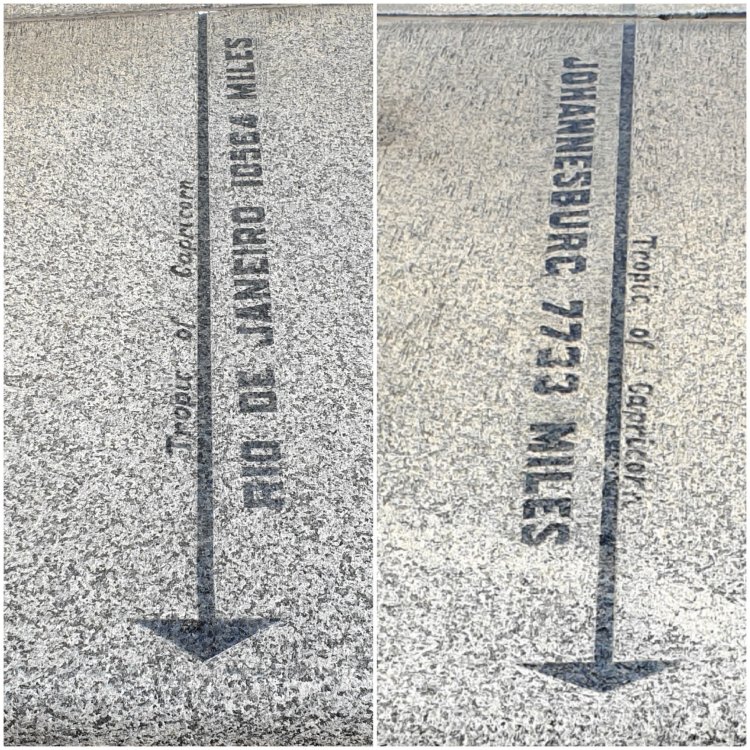 RIO DE JANEIRO 10564 MILES
Tropic of Capricorn
JOHANNESBURG 7733 MILES
Tropic of Capricorn